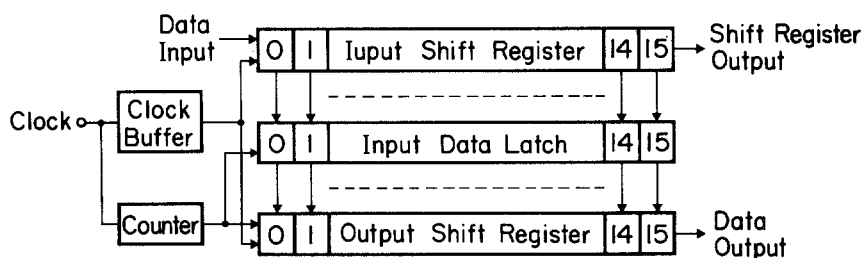 Data
Input
0 1 Iuput Shift Register 14 15
Shift Register
Output
Clock
Clock
Buffer
0 1 Input Data Latch 14 15
Counter
0 1 Output Shift Register 14 15
Data
Output